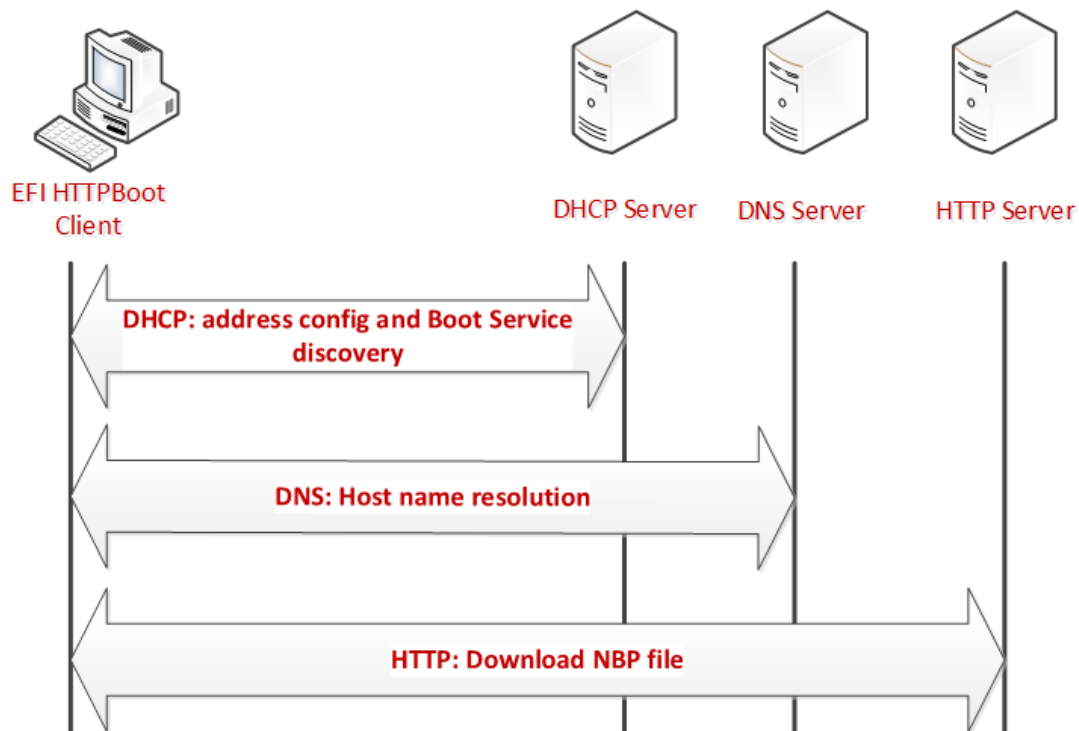 EFI HTTPBoot
Client
DHCP Server
DNS Server
HTTP Server
DHCP: address config and Boot Service
discovery
DNS: Host name resolution
HTTP: Download NBP file